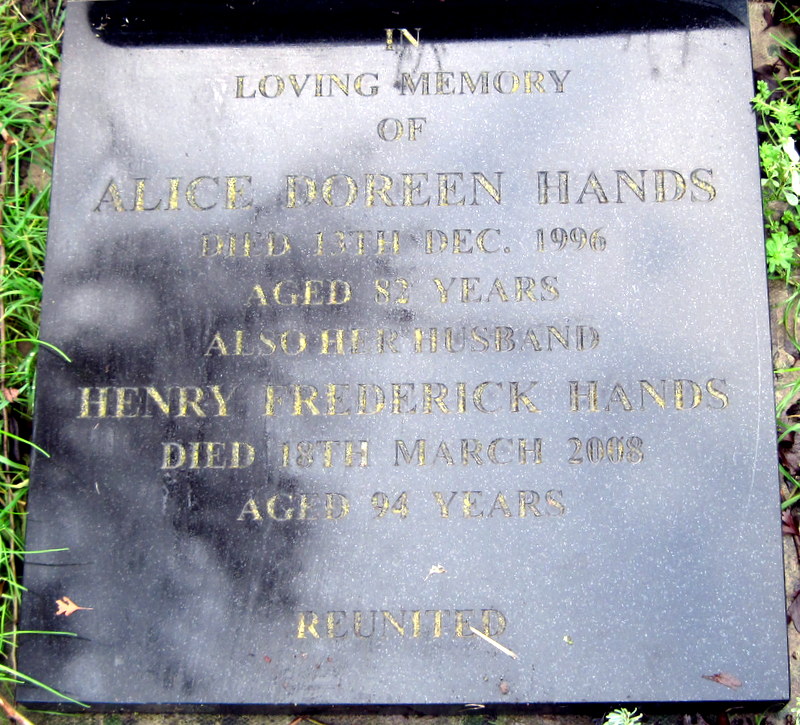 IN
LOVING MEMORY
OF
ALICE DOREEN HANDS
DIED 13TH DEC. 1996
AGED 82 YEARS
ALSO HER HUSBAND
HENRY FREDERICK HANDS
DIED 18TH MARCH 2008
AGED 94 YEARS
REUNITED